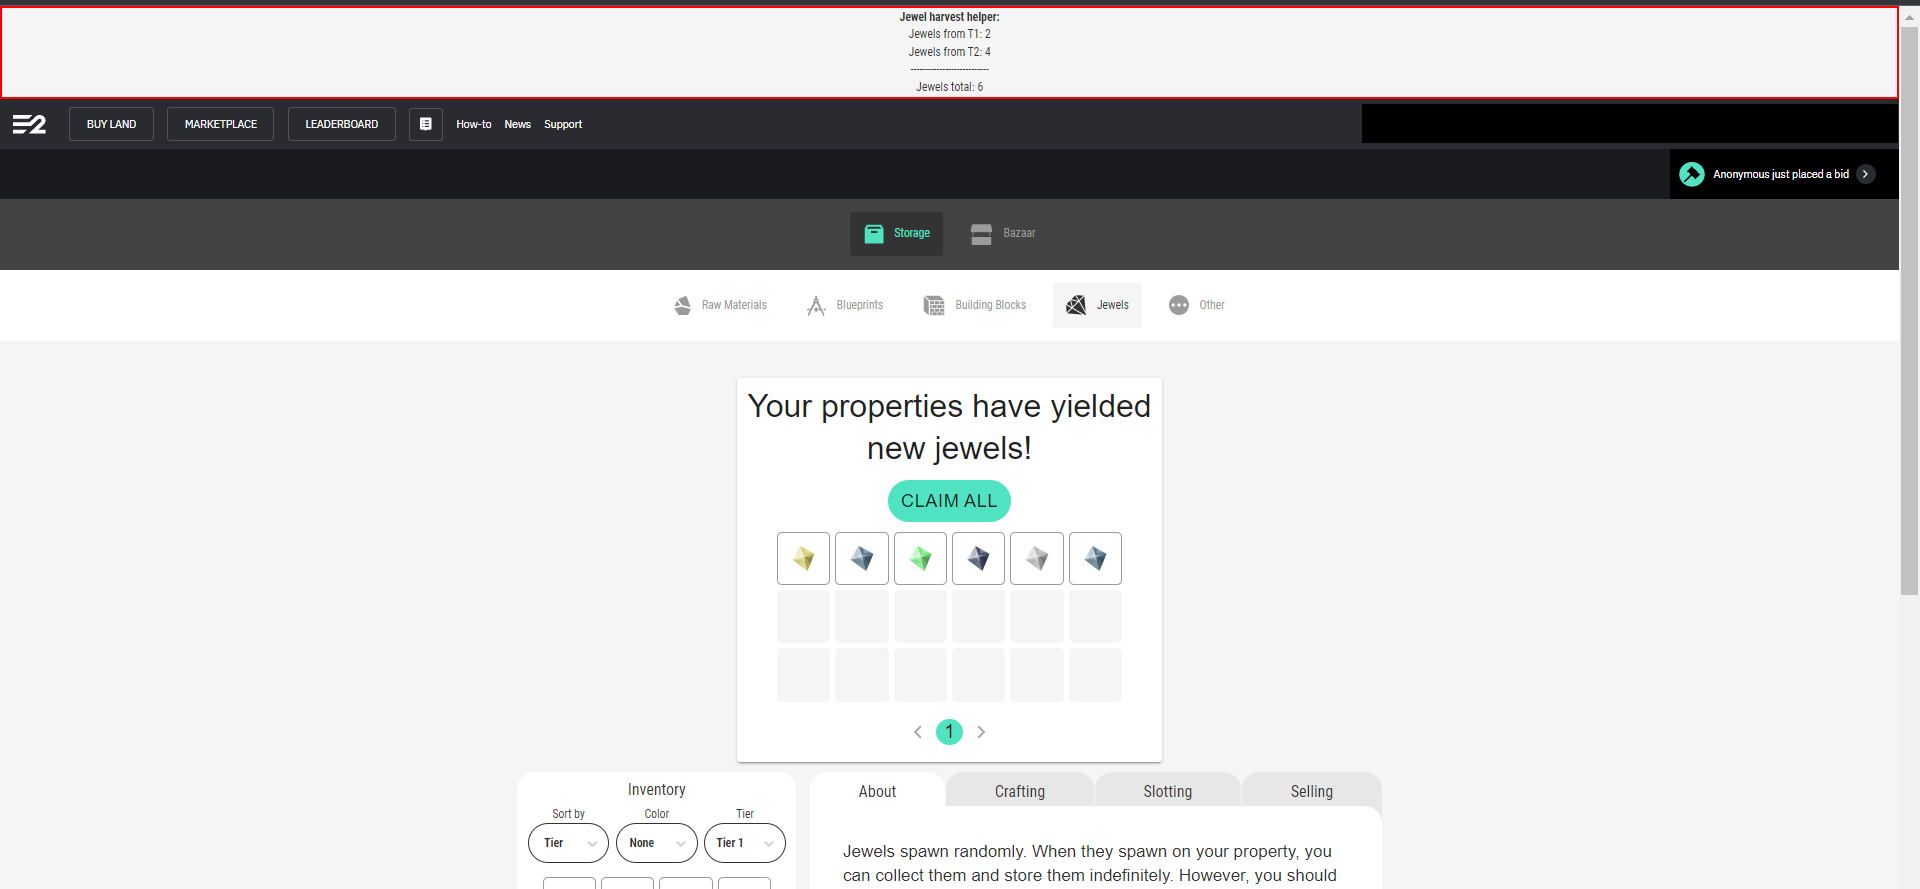 Jewel harvest helper:
Jewels from T1: 2
Jewels from T2: 4
--------------------------
Jewels total: 6
E2 BUY LAND MARKETPLACE LEADERBOARD How-to News Support
Anonymous just placed a bid
Storage Bazaar
Raw Materials Blueprints Building Blocks Jewels Other
Your properties have yielded
new jewels!
CLAIM ALL
1
Inventory
Sort by Color Tier
Tier None Tier 1
About Crafting Slotting Selling
Jewels spawn randomly. When they spawn on your property, you
can collect them and store them indefinitely. However, you should